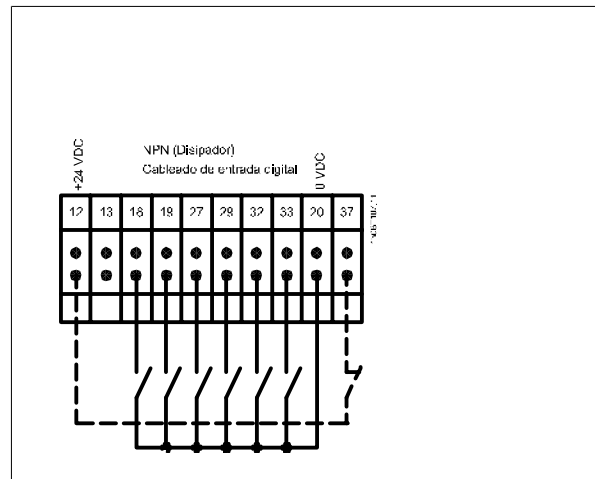 +24 VDC
NPN (Disipador)
Cableado de entrada digital
0 VDC
12 13 18 19 27 29 32 33 20 37